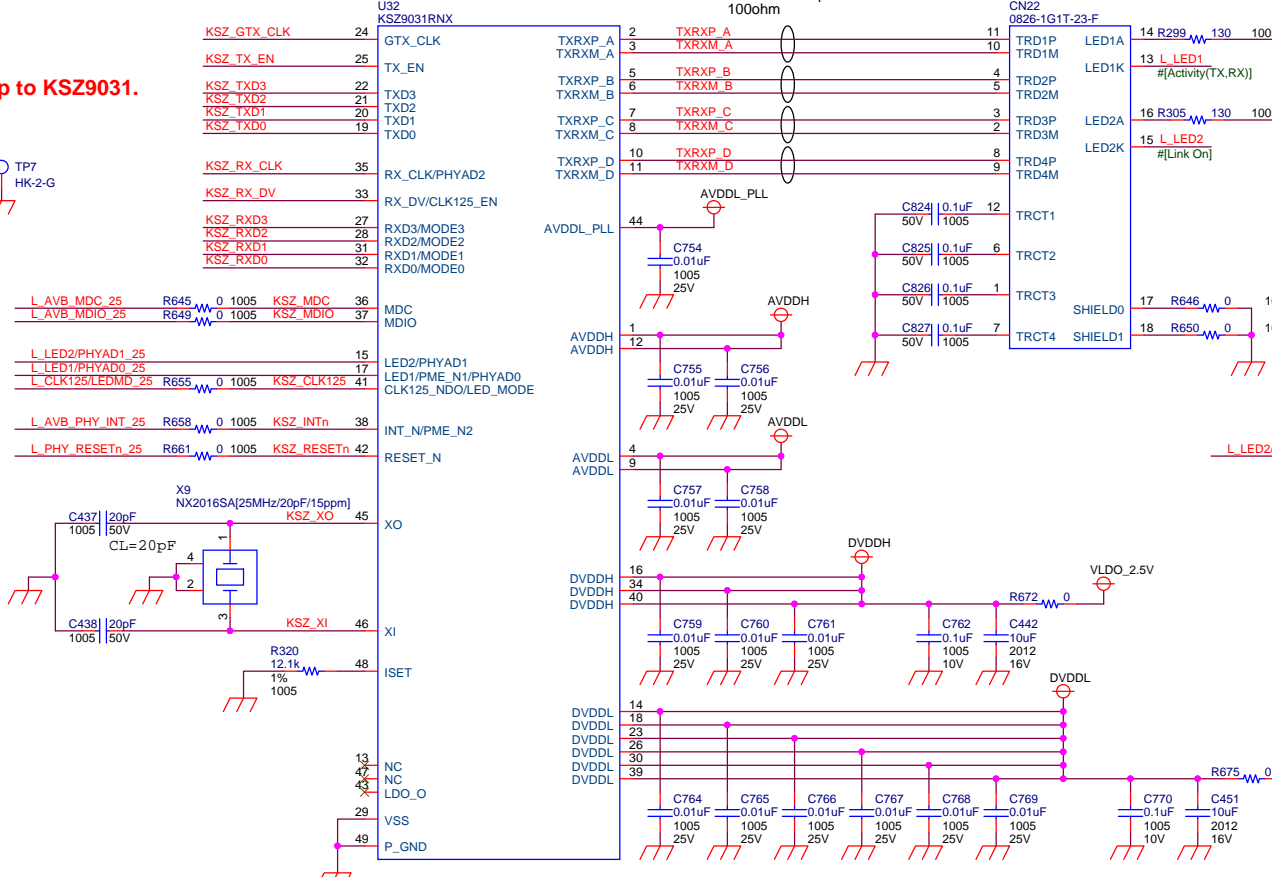 100ohm
p to KSZ9031.
TP7
HK-2-G
U32
KSZ9031RNX
KSZ_GTX_CLK 24 GTX_CLK
KSZ_TX_EN 25 TX_EN
KSZ_TXD3 22 TXD3
KSZ_TXD2 21 TXD2
KSZ_TXD1 20 TXD1
KSZ_TXD0 19 TXD0
KSZ_RX_CLK 35 RX_CLK/PHYAD2
KSZ_RX_DV 33 RX_DV/CLK125_EN
KSZ_RXD3 27 RXD3/MODE3
KSZ_RXD2 28 RXD2/MODE2
KSZ_RXD1 31 RXD1/MODE1
KSZ_RXD0 32 RXD0/MODE0
L_AVB_MDC_25 R645 0 1005 KSZ_MDC 36 MDC
L_AVB_MDIO_25 R649 0 1005 KSZ_MDIO 37 MDIO
L_LED2/PHYAD1_25 15 LED2/PHYAD1
L_LED1/PHYAD0_25 17 LED1/PME_N1/PHYAD0
L_CLK125/LEDMD_25 R655 0 1005 KSZ_CLK125 41 CLK125_NDO/LED_MODE
L_AVB_PHY_INT_25 R658 0 1005 KSZ_INTn 38 INT_N/PME_N2
L_PHY_RESETn_25 R661 0 1005 KSZ_RESETn 42 RESET_N
X9
NX2016SA[25MHz/20pF/15ppm]
C437 20pF KSZ_XO 45 XO
1005 50V
CL=20pF
1
4
2
3
C438 20pF KSZ_XI 46 XI
1005 50V
R320
12.1k 48 ISET
1%
1005
13 NC
47 NC
43 LDO_O
29 VSS
49 P_GND
TXRXP_A 2 TXRXP_A 11 TRD1P
TXRXM_A 3 TXRXM_A 10 TRD1M
TXRXP_B 5 TXRXP_B 4 TRD2P
TXRXM_B 6 TXRXM_B 5 TRD2M
TXRXP_C 7 TXRXP_C 3 TRD3P
TXRXM_C 8 TXRXM_C 2 TRD3M
TXRXP_D 10 TXRXP_D 8 TRD4P
TXRXM_D 11 TXRXM_D 9 TRD4M
AVDDL_PLL
AVDDL_PLL 44
C754
0.01uF
1005
25V
AVDDH
AVDDH 1
AVDDH 12
C755 C756
0.01uF 0.01uF
1005 1005
25V 25V
AVDDL
AVDDL 4
AVDDL 9
C757 C758
0.01uF 0.01uF
1005 1005
25V 25V
DVDDH
DVDDH 16
DVDDH 34
DVDDH 40
R672 0
VLDO_2.5V
C759 C760 C761 C762 C442
0.01uF 0.01uF 0.01uF 0.1uF 10uF
1005 1005 1005 1005 2012
25V 25V 25V 10V 16V
DVDDL
DVDDL 14
DVDDL 18
DVDDL 23
DVDDL 26
DVDDL 30
DVDDL 39
R675 0
C764 C765 C766 C767 C768 C769 C770 C451
0.01uF 0.01uF 0.01uF 0.01uF 0.01uF 0.01uF 0.1uF 10uF
1005 1005 1005 1005 1005 1005 1005 2012
25V 25V 25V 25V 25V 25V 10V 16V
CN22
0826-1G1T-23-F
LED1A 14 R299 130 100
LED1K 13 L_LED1
#[Activity(TX,RX)]
LED2A 16 R305 130 100
LED2K 15 L_LED2
#[Link On]
C824 0.1uF 12 TRCT1
50V 1005
C825 0.1uF 6 TRCT2
50V 1005
C826 0.1uF 1 TRCT3
50V 1005
C827 0.1uF 7 TRCT4
50V 1005
SHIELD0 17 R646 0
SHIELD1 18 R650 0
L_LED2/